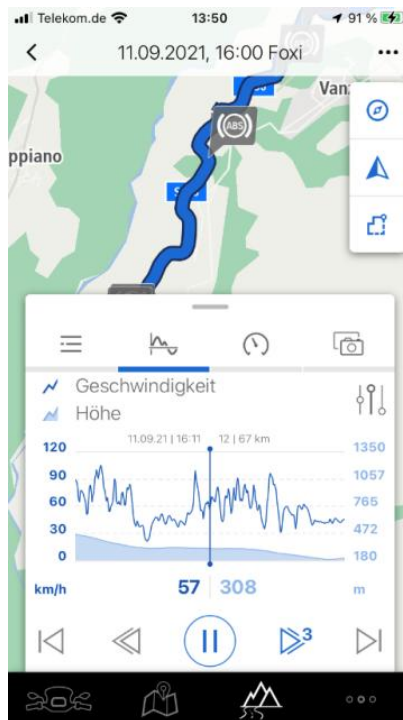 Telekom.de 13:50 91 %
11.09.2021, 16:00 Foxi
ABS
ppiano
Geschwindigkeit
Höhe
11.09.21 | 16:11 12 | 67 km
120 1350
90 1057
60 765
30 472
0 180
km/h 57 308 m
3